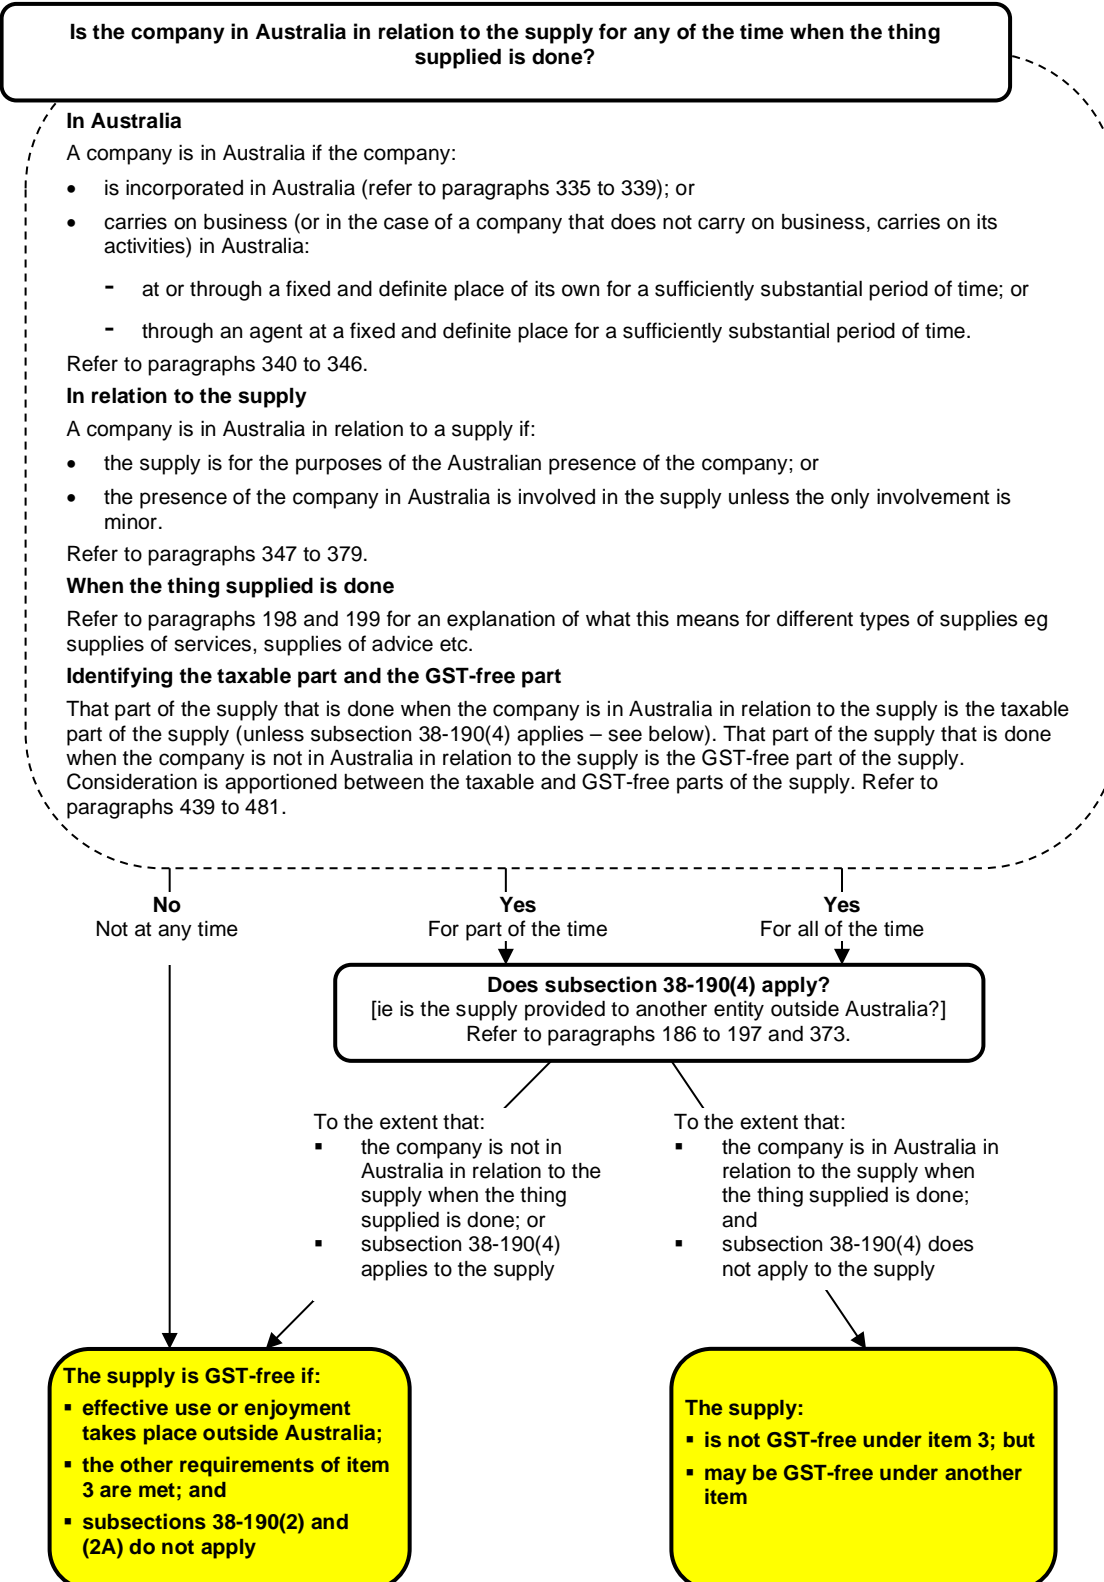 Is the company in Australia in relation to the supply for any of the time when the thing
supplied is done?
In Australia
A company is in Australia if the company:
• is incorporated in Australia (refer to paragraphs 335 to 339); or
• carries on business (or in the case of a company that does not carry on business, carries on its
activities) in Australia:
- at or through a fixed and definite place of its own for a sufficiently substantial period of time; or
- through an agent at a fixed and definite place for a sufficiently substantial period of time.
Refer to paragraphs 340 to 346.
In relation to the supply
A company is in Australia in relation to a supply if:
• the supply is for the purposes of the Australian presence of the company; or
• the presence of the company in Australia is involved in the supply unless the only involvement is
minor.
Refer to paragraphs 347 to 379.
When the thing supplied is done
Refer to paragraphs 198 and 199 for an explanation of what this means for different types of supplies eg
supplies of services, supplies of advice etc.
Identifying the taxable part and the GST-free part
That part of the supply that is done when the company is in Australia in relation to the supply is the taxable
part of the supply (unless subsection 38-190(4) applies – see below). That part of the supply that is done
when the company is not in Australia in relation to the supply is the GST-free part of the supply.
Consideration is apportioned between the taxable and GST-free parts of the supply. Refer to
paragraphs 439 to 481.
No
Not at any time
Yes
For part of the time
Yes
For all of the time
Does subsection 38-190(4) apply?
[ie is the supply provided to another entity outside Australia?]
Refer to paragraphs 186 to 197 and 373.
To the extent that:
▪ the company is not in
Australia in relation to the
supply when the thing
supplied is done; or
▪ subsection 38-190(4)
applies to the supply
To the extent that:
▪ the company is in Australia in
relation to the supply when
the thing supplied is done;
and
▪ subsection 38-190(4) does
not apply to the supply
The supply is GST-free if:
▪ effective use or enjoyment
takes place outside Australia;
▪ the other requirements of item
3 are met; and
▪ subsections 38-190(2) and
(2A) do not apply
The supply:
▪ is not GST-free under item 3; but
▪ may be GST-free under another
item